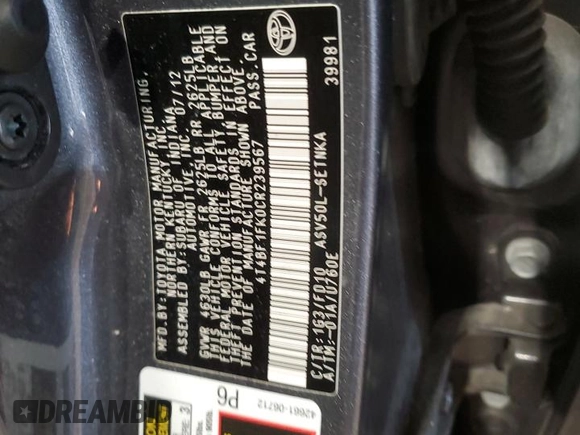 MFD.BY:TOYOTA MOTOR MANUFACTURING,
NORTHERN KENTUCKY,INC.
ASSEMBLED BY:SUBARU OF INDIANA
AUTOMOTIVE,INC. 07/12
GVWR 4630LB GAWR FR. 2625LB RR. 2625LB
THIS VEHICLE CONFORMS TO ALL APPLICABLE
FEDERAL MOTOR VEHICLE SAFETY,BUMPER,AND
THEFT PREVENTION STANDARDS IN EFFECT ON
THE DATE OF MANUFACTURE SHOWN ABOVE.
4T4BF1FK0CR239567 PASS.CAR
C/TR:1G3/FD10 ASV50L-SETNKA
A/TM:-01A/U760E 39981
P6
42661-06712
DREAMBID